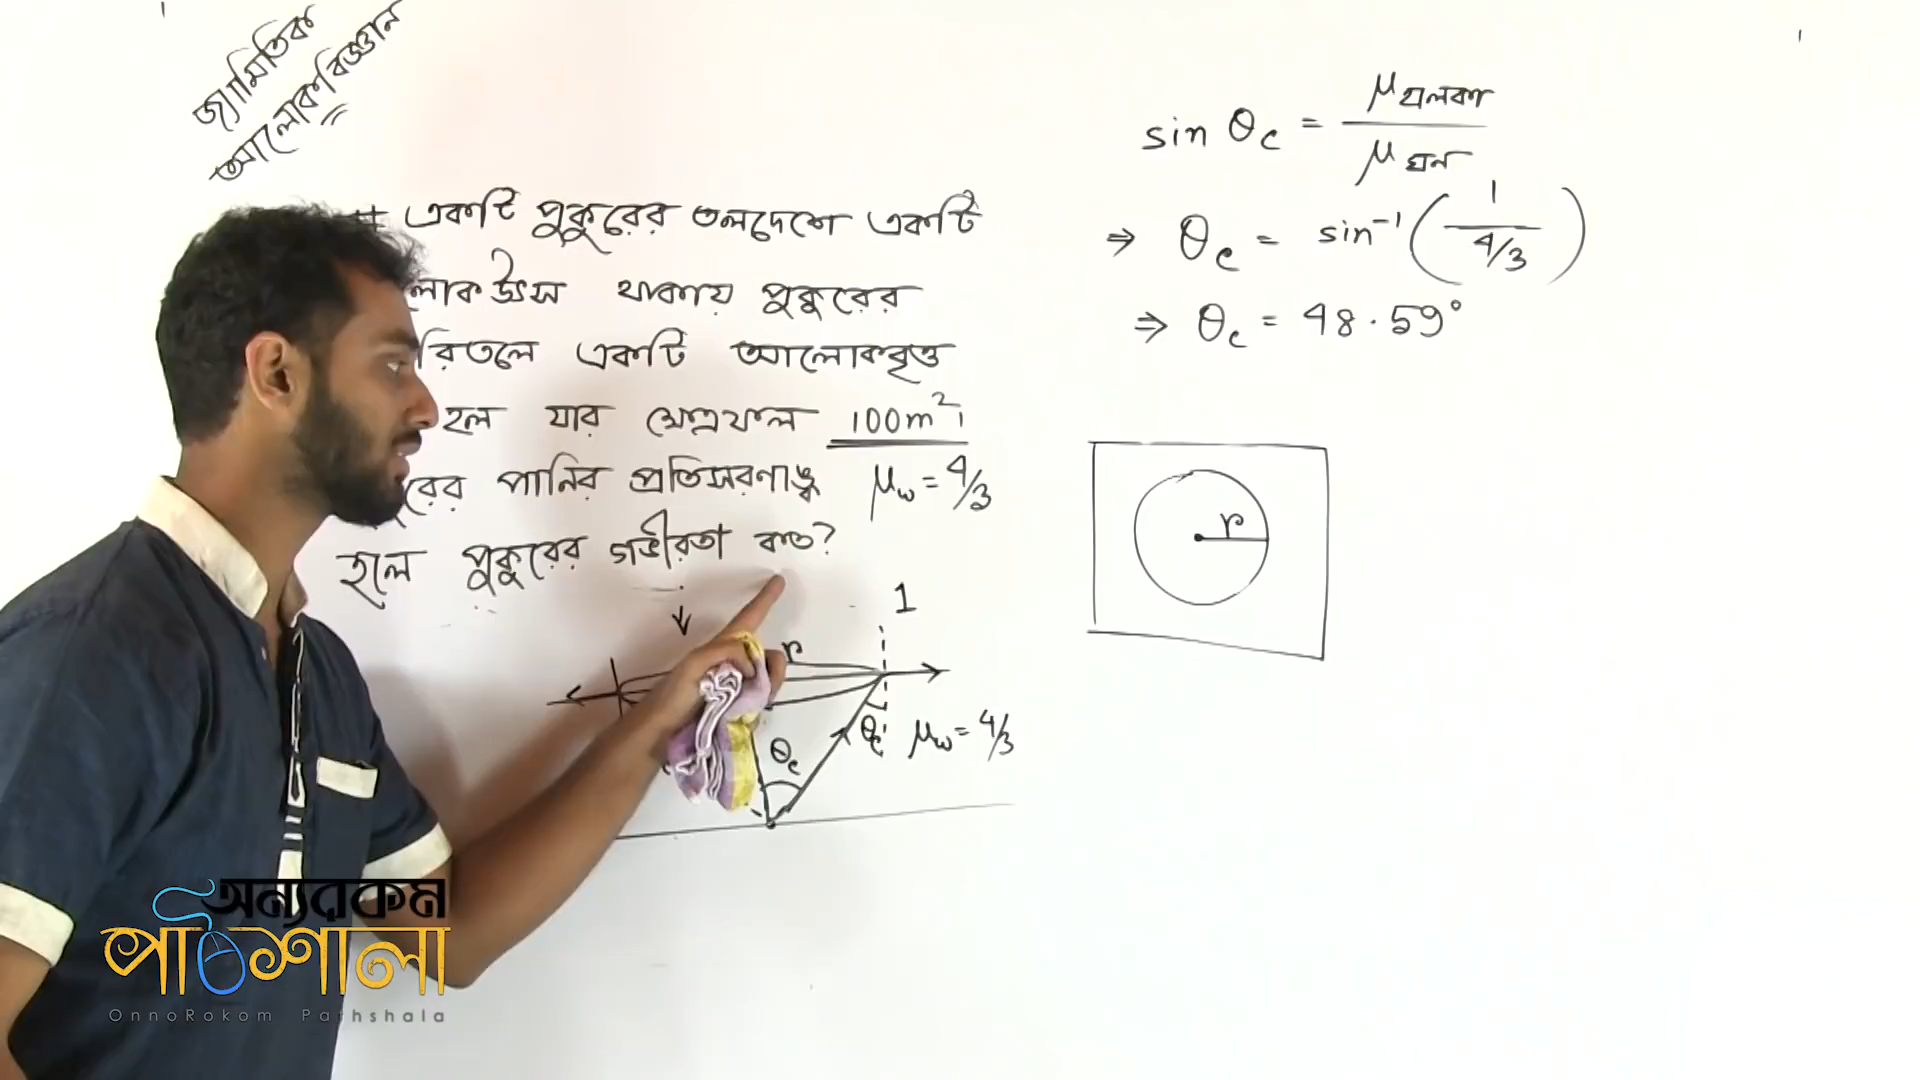 জ্যামিতিক
আলোকবিজ্ঞান
# একটি পুকুরের তলদেশে একটি
থাকায় পুকুরের
একটি আলোকবৃত্ত
হল যার ক্ষেত্রফল 100m²।
পানির প্রতিসরণাঙ্ক μw = 4/3
হলে পুকুরের গভীরতা কত?
1
r
θc
θc
μw = 4/3
sin θc = μহালকা / μঘন
⇒ θc = sin⁻¹ (1 / 4/3)
⇒ θc = 48.59°
r
অন্যরকম
পাঠশালা
OnnoRokom Pathshala